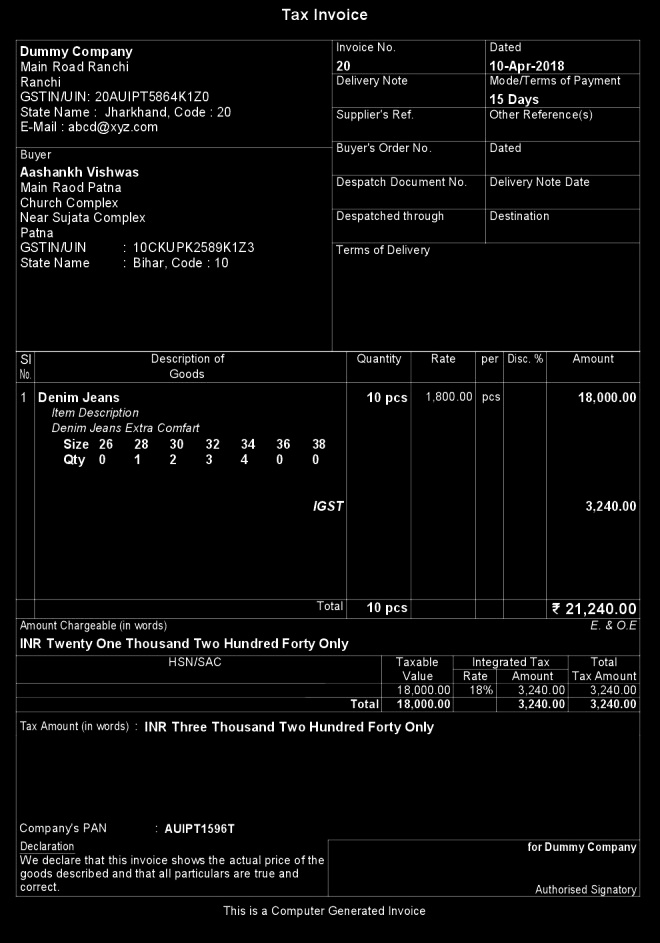 Tax Invoice
Dummy Company
Main Road Ranchi
Ranchi
GSTIN/UIN: 20AUIPT5864K1Z0
State Name : Jharkhand, Code : 20
E-Mail : abcd@xyz.com
Invoice No. Dated
20 10-Apr-2018
Delivery Note Mode/Terms of Payment
15 Days
Supplier's Ref. Other Reference(s)
Buyer's Order No. Dated
Despatch Document No. Delivery Note Date
Despatched through Destination
Terms of Delivery
Buyer
Aashankh Vishwas
Main Raod Patna
Church Complex
Near Sujata Complex
Patna
GSTIN/UIN : 10CKUPK2589K1Z3
State Name : Bihar, Code : 10
Sl Description of Quantity Rate per Disc. % Amount
No. Goods
1 Denim Jeans 10 pcs 1,800.00 pcs 18,000.00
Item Description
Denim Jeans Extra Comfart
Size 26 28 30 32 34 36 38
Qty 0 1 2 3 4 0 0
IGST 3,240.00
Total 10 pcs ₹ 21,240.00
Amount Chargeable (in words) E. & O.E
INR Twenty One Thousand Two Hundred Forty Only
HSN/SAC Taxable Integrated Tax Total
Value Rate Amount Tax Amount
18,000.00 18% 3,240.00 3,240.00
Total 18,000.00 3,240.00 3,240.00
Tax Amount (in words) : INR Three Thousand Two Hundred Forty Only
Company's PAN : AUIPT1596T
Declaration
We declare that this invoice shows the actual price of the
goods described and that all particulars are true and
correct.
for Dummy Company
Authorised Signatory
This is a Computer Generated Invoice